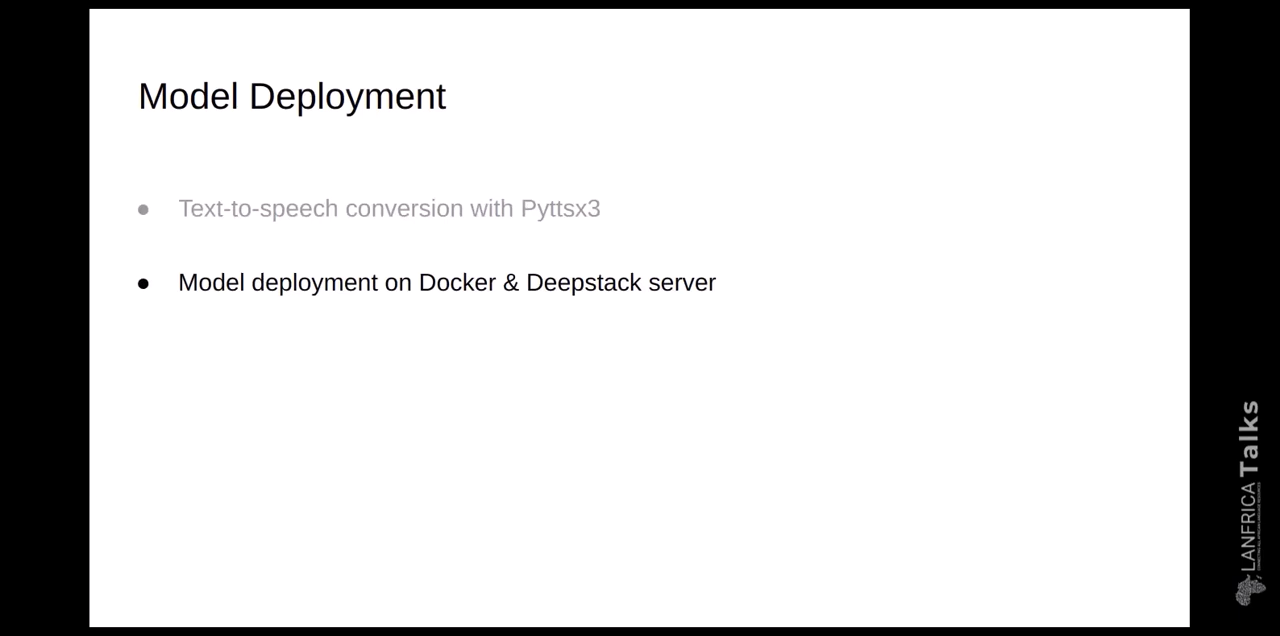 Model Deployment
● Text-to-speech conversion with Pyttsx3
● Model deployment on Docker & Deepstack server
LANFRICA Talks